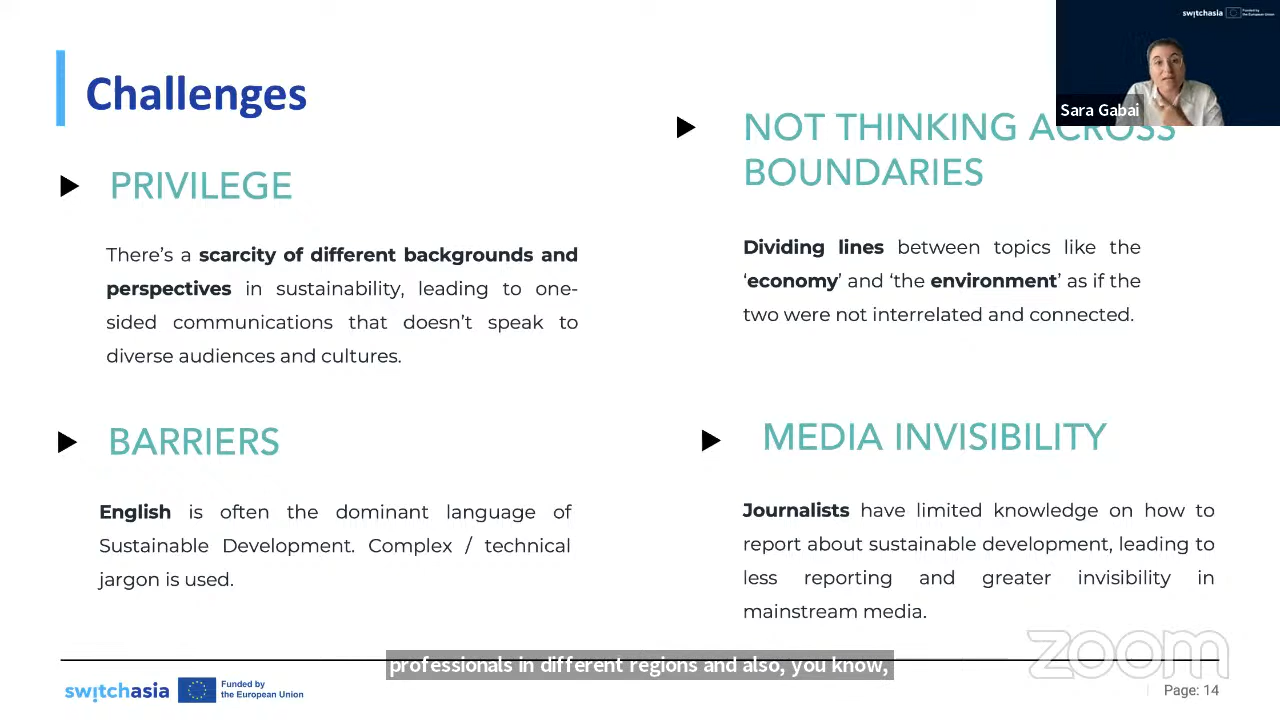 switchasia
Funded by
the European Union
Sara Gabai
Challenges
PRIVILEGE
There's a scarcity of different backgrounds and
perspectives in sustainability, leading to one-
sided communications that doesn't speak to
diverse audiences and cultures.
BARRIERS
English is often the dominant language of
Sustainable Development. Complex / technical
jargon is used.
NOT THINKING ACROSS
BOUNDARIES
Dividing lines between topics like the
‘economy’ and ‘the environment’ as if the
two were not interrelated and connected.
MEDIA INVISIBILITY
Journalists have limited knowledge on how to
report about sustainable development, leading to
less reporting and greater invisibility in
mainstream media.
zoom
professionals in different regions and also, you know,
switchasia
Funded by
the European Union
Page: 14